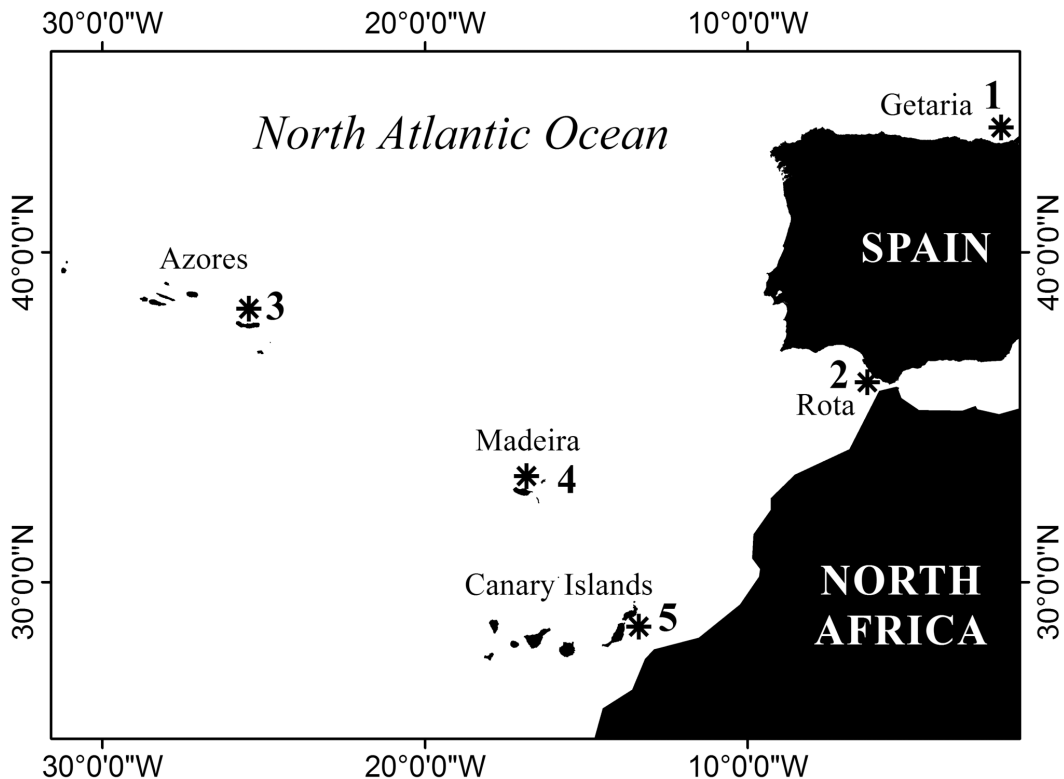 30°0'0"W 20°0'0"W 10°0'0"W
Getaria 1
North Atlantic Ocean
40°0'0"N 40°0'0"N
SPAIN
Azores
3
2
Rota
Madeira
4
30°0'0"N 30°0'0"N
Canary Islands
5
NORTH
AFRICA
30°0'0"W 20°0'0"W 10°0'0"W